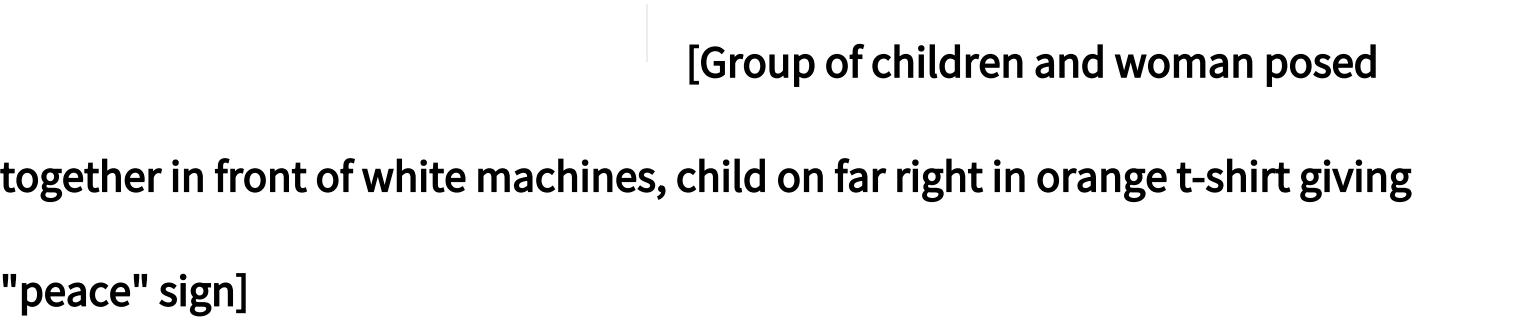 [Group of children and woman posed
together in front of white machines, child on far right in orange t-shirt giving
"peace" sign]